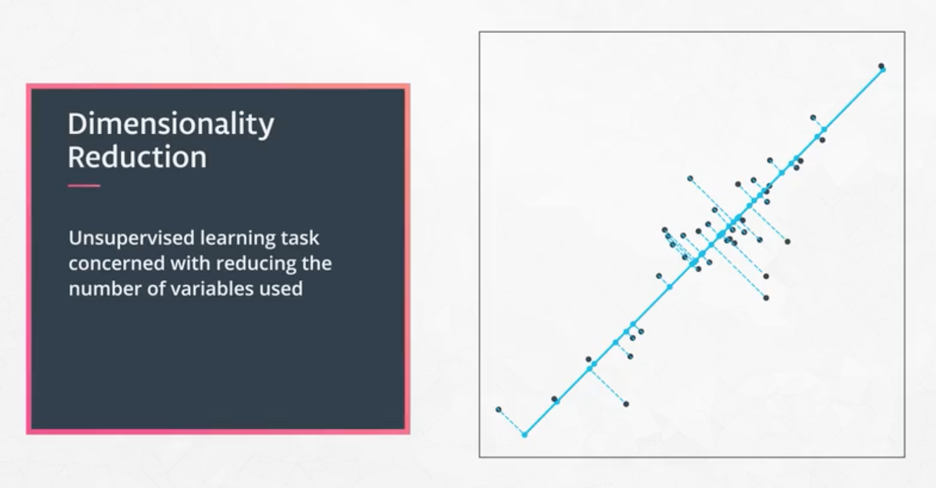 Dimensionality
Reduction
Unsupervised learning task
concerned with reducing the
number of variables used